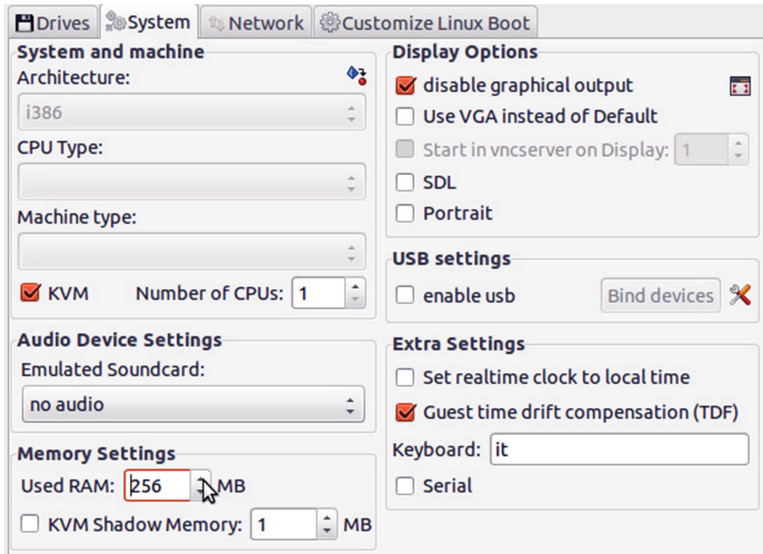 Drives System Network Customize Linux Boot
System and machine
Architecture:
i386
CPU Type:
Machine type:
KVM Number of CPUs: 1
Audio Device Settings
Emulated Soundcard:
no audio
Memory Settings
Used RAM: 256 MB
KVM Shadow Memory: 1 MB
Display Options
disable graphical output
Use VGA instead of Default
Start in vncserver on Display: 1
SDL
Portrait
USB settings
enable usb Bind devices
Extra Settings
Set realtime clock to local time
Guest time drift compensation (TDF)
Keyboard: it
Serial